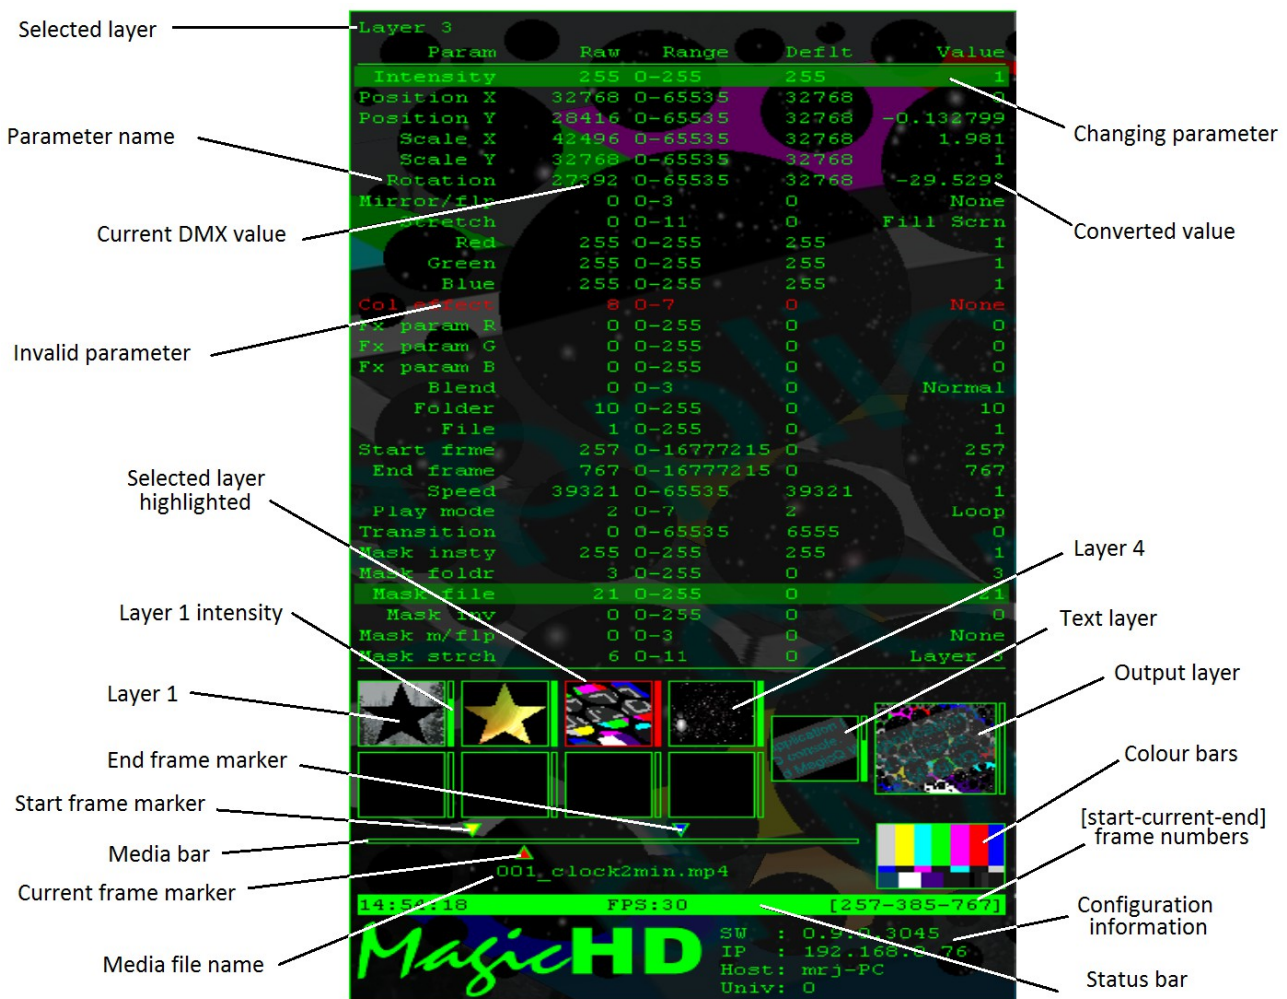 Selected layer
Parameter name
Current DMX value
Invalid parameter
Selected layer
highlighted
Layer 1 intensity
Layer 1
End frame marker
Start frame marker
Media bar
Current frame marker
Media file name
Layer 3
Param Raw Range Deflt Value
Intensity 255 0-255 255 1
Position X 32768 0-65535 32768 0
Position Y 28416 0-65535 32768 -0.132799
Scale X 42496 0-65535 32768 1.981
Scale Y 32768 0-65535 32768 1
Rotation 27392 0-65535 32768 -29.529°
Mirror/flp 0 0-3 0 None
Stretch 0 0-11 0 Fill Scrn
Red 255 0-255 255 1
Green 255 0-255 255 1
Blue 255 0-255 255 1
Col effect 8 0-7 0 None
Fx param R 0 0-255 0 0
Fx param G 0 0-255 0 0
Fx param B 0 0-255 0 0
Blend 0 0-3 0 Normal
Folder 10 0-255 0 10
File 1 0-255 0 1
Start frme 257 0-16777215 0 257
End frame 767 0-16777215 0 767
Speed 39321 0-65535 39321 1
Play mode 2 0-7 2 Loop
Transition 0 0-65535 6555 0
Mask insty 255 0-255 255 1
Mask foldr 3 0-255 0 3
Mask file 21 0-255 0 21
Mask inv 0 0-255 0 0
Mask m/flp 0 0-3 0 None
Mask strch 6 0-11 0 Layer 3
001_clock2min.mp4
14:54:18 FPS:30 [257-385-767]
MagicHD
SW : 0.9.0.3045
IP : 192.168.0.76
Host: mrj-PC
Univ: 0
Changing parameter
Converted value
Layer 4
Text layer
Output layer
Colour bars
[start-current-end]
frame numbers
Configuration
information
Status bar